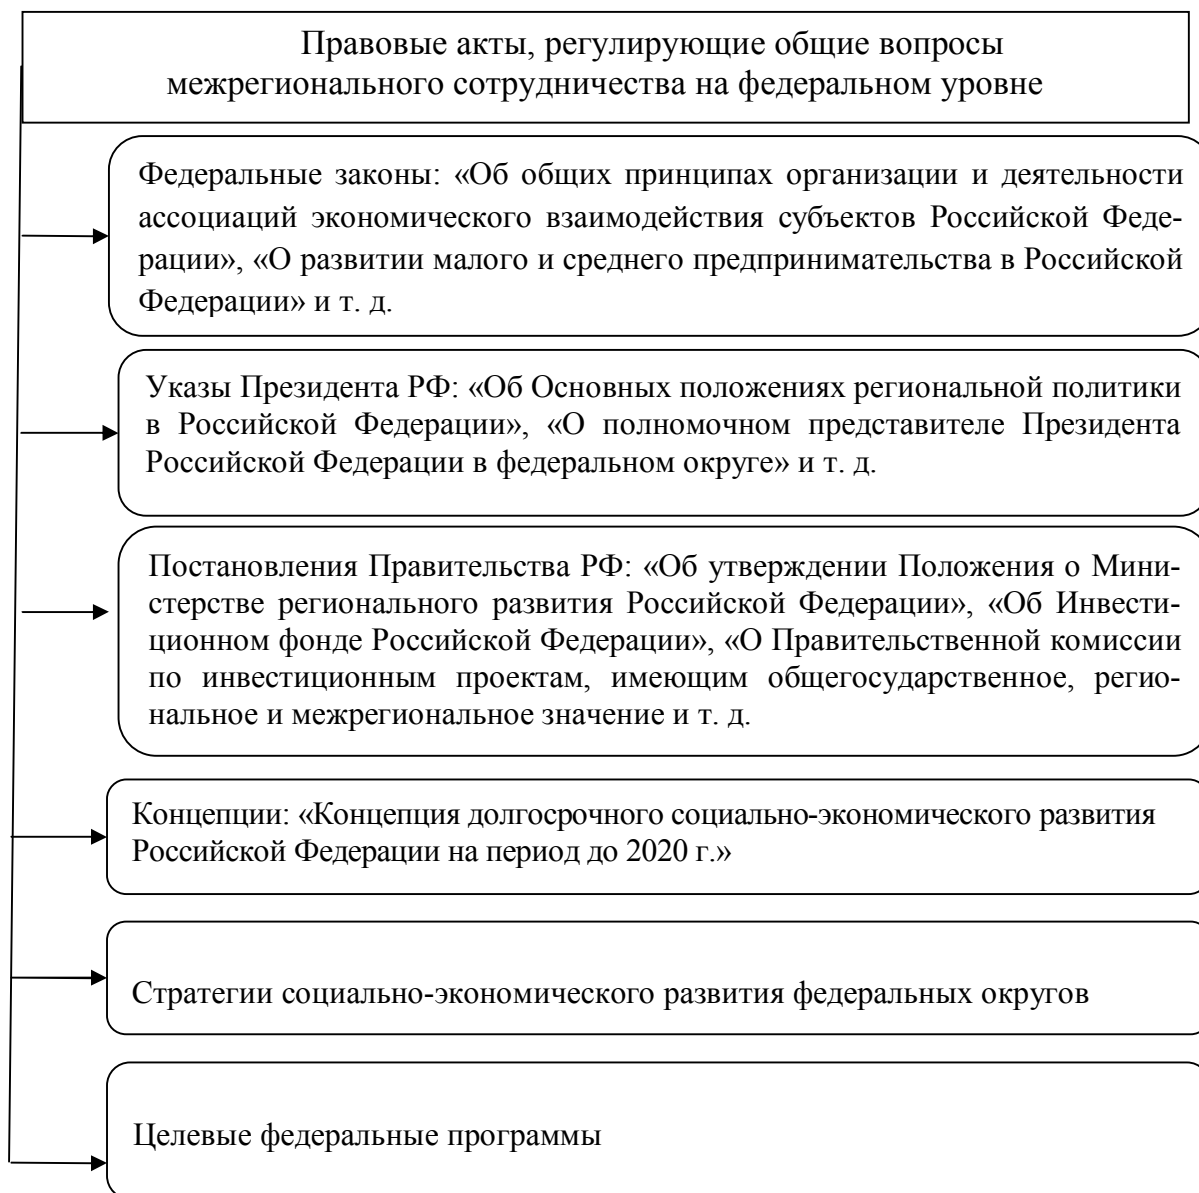 Правовые акты, регулирующие общие вопросы
межрегионального сотрудничества на федеральном уровне
Федеральные законы: «Об общих принципах организации и деятельности
ассоциаций экономического взаимодействия субъектов Российской Феде-
рации», «О развитии малого и среднего предпринимательства в Российской
Федерации» и т. д.
Указы Президента РФ: «Об Основных положениях региональной политики
в Российской Федерации», «О полномочном представителе Президента
Российской Федерации в федеральном округе» и т. д.
Постановления Правительства РФ: «Об утверждении Положения о Мини-
стерстве регионального развития Российской Федерации», «Об Инвести-
ционном фонде Российской Федерации», «О Правительственной комиссии
по инвестиционным проектам, имеющим общегосударственное, регио-
нальное и межрегиональное значение и т. д.
Концепции: «Концепция долгосрочного социально-экономического развития
Российской Федерации на период до 2020 г.»
Стратегии социально-экономического развития федеральных округов
Целевые федеральные программы